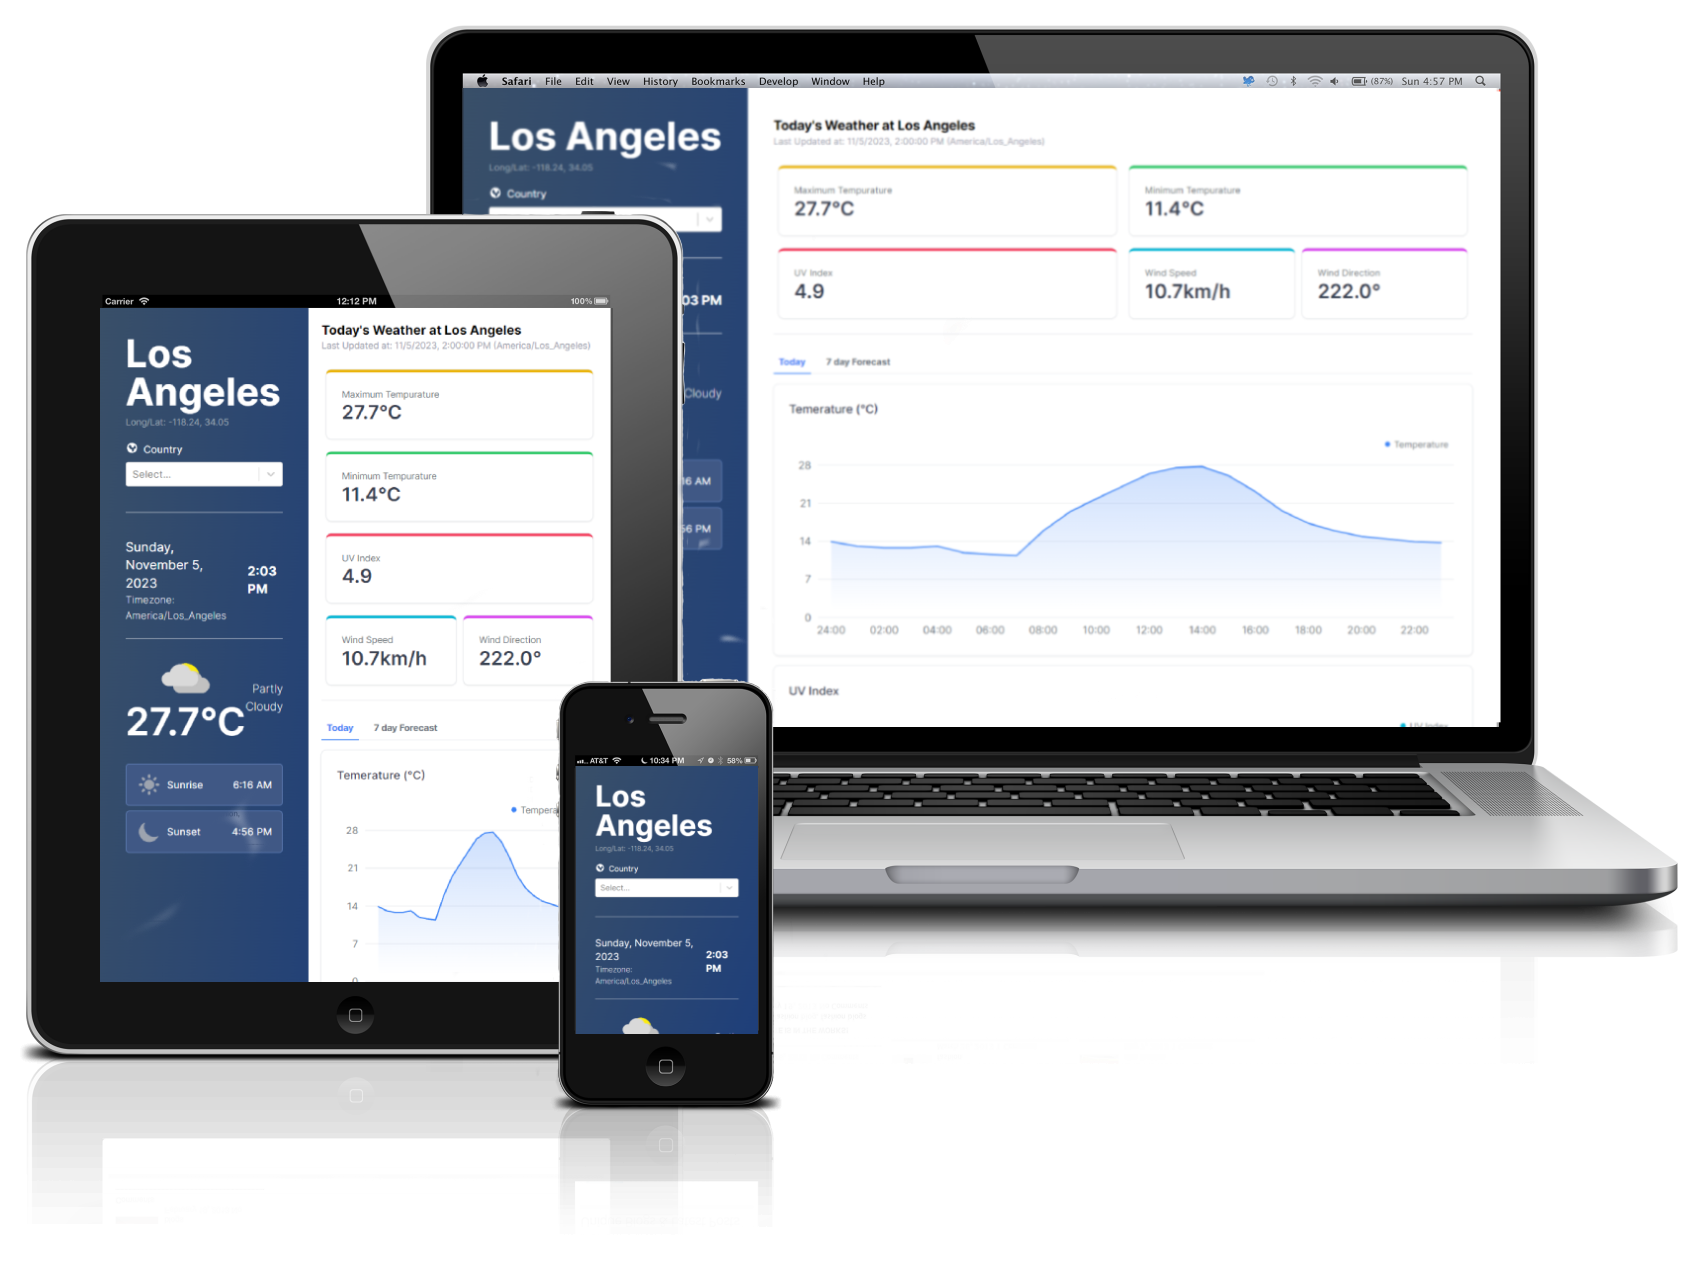 Safari File Edit View History Bookmarks Develop Window Help
(87%) Sun 4:57 PM
Los Angeles
Long/Lat: -118.24, 34.05
Country
03 PM
Cloudy
16 AM
56 PM
Today's Weather at Los Angeles
Last Updated at: 11/5/2023, 2:00:00 PM (America/Los_Angeles)
Maximum Tempurature
27.7°C
Minimum Tempurature
11.4°C
UV Index
4.9
Wind Speed
10.7km/h
Wind Direction
222.0°
Today 7 day Forecast
Temerature (°C)
Temperature
28
21
14
7
0
24:00 02:00 04:00 06:00 08:00 10:00 12:00 14:00 16:00 18:00 20:00 22:00
UV Index
UV Index
Carrier 12:12 PM 100%
Los
Angeles
Long/Lat: -118.24, 34.05
Country
Select...
Sunday,
November 5,
2023
2:03
PM
Timezone:
America/Los_Angeles
Partly
Cloudy
27.7°C
Sunrise 6:16 AM
Sunset 4:56 PM
Today's Weather at Los Angeles
Last Updated at: 11/5/2023, 2:00:00 PM (America/Los_Angeles)
Maximum Tempurature
27.7°C
Minimum Tempurature
11.4°C
UV Index
4.9
Wind Speed
10.7km/h
Wind Direction
222.0°
Today 7 day Forecast
Temerature (°C)
Tempera
28
21
14
7
0
AT&T 10:34 PM 58%
Los
Angeles
Long/Lat: -118.24, 34.05
Country
Select...
Sunday, November 5,
2023
2:03
PM
Timezone:
America/Los_Angeles